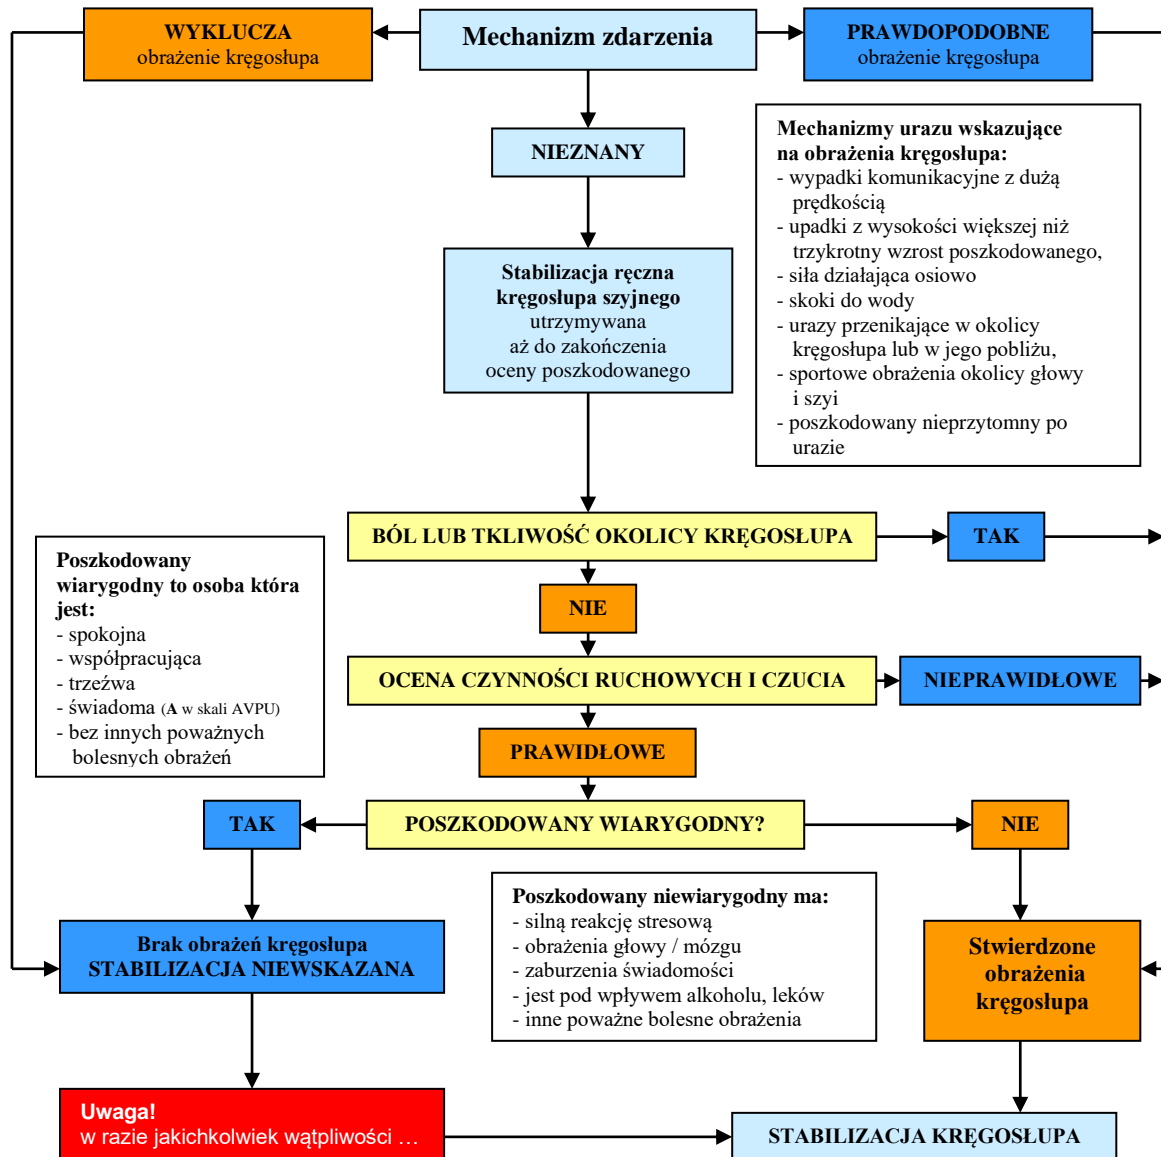 WYKLUCZA
obrażenie kręgosłupa
Mechanizm zdarzenia
PRAWDOPODOBNE
obrażenie kręgosłupa
NIEZNANY
Mechanizmy urazu wskazujące
na obrażenia kręgosłupa:
- wypadki komunikacyjne z dużą
prędkością
- upadki z wysokości większej niż
trzykrotny wzrost poszkodowanego,
- siła działająca osiowo
- skoki do wody
- urazy przenikające w okolicy
kręgosłupa lub w jego pobliżu,
- sportowe obrażenia okolicy głowy
i szyi
- poszkodowany nieprzytomny po
urazie
Stabilizacja ręczna
kręgosłupa szyjnego
utrzymywana
aż do zakończenia
oceny poszkodowanego
BÓL LUB TKLIWOŚĆ OKOLICY KRĘGOSŁUPA
TAK
Poszkodowany
wiarygodny to osoba która
jest:
- spokojna
- współpracująca
- trzeźwa
- świadoma (A w skali AVPU)
- bez innych poważnych
bolesnych obrażeń
NIE
OCENA CZYNNOŚCI RUCHOWYCH I CZUCIA
NIEPRAWIDŁOWE
PRAWIDŁOWE
TAK
POSZKODOWANY WIARYGODNY?
NIE
Poszkodowany niewiarygodny ma:
- silną reakcję stresową
- obrażenia głowy / mózgu
- zaburzenia świadomości
- jest pod wpływem alkoholu, leków
- inne poważne bolesne obrażenia
Brak obrażeń kręgosłupa
STABILIZACJA NIEWSKAZANA
Stwierdzone
obrażenia
kręgosłupa
Uwaga!
w razie jakichkolwiek wątpliwości …
STABILIZACJA KRĘGOSŁUPA